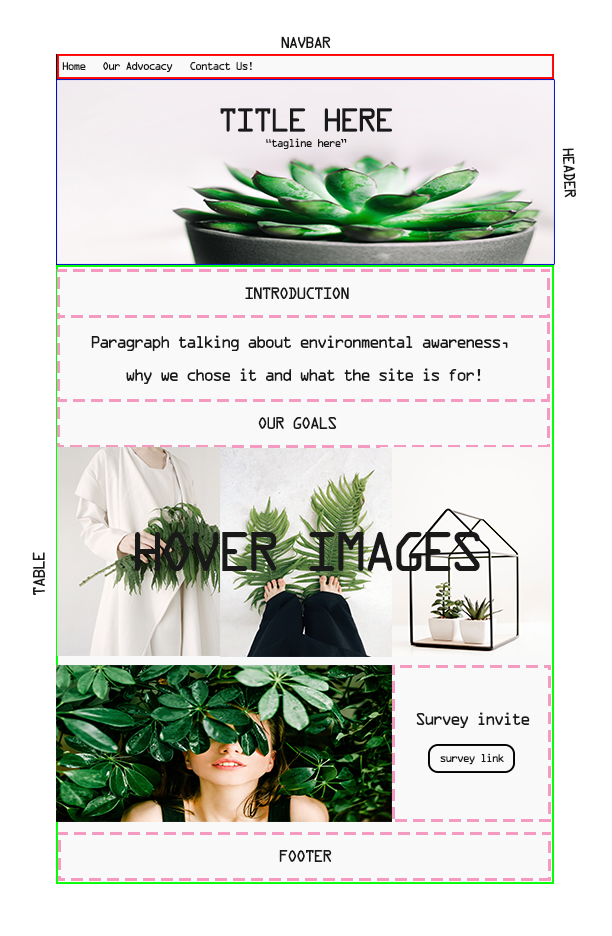 NAVBAR
Home Our Advocacy Contact Us!
TITLE HERE
“tagline here”
HEADER
INTRODUCTION
Paragraph talking about environmental awareness,
why we chose it and what the site is for!
OUR GOALS
HOVER IMAGES
TABLE
Survey invite
survey link
FOOTER